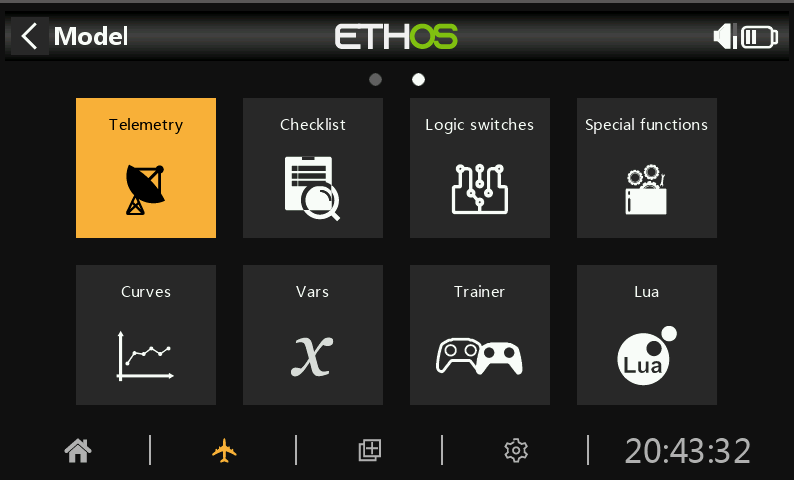 Model
ETHOS
Telemetry
Checklist
Logic switches
Special functions
Curves
Vars
Trainer
Lua
x
Lua
20:43:32